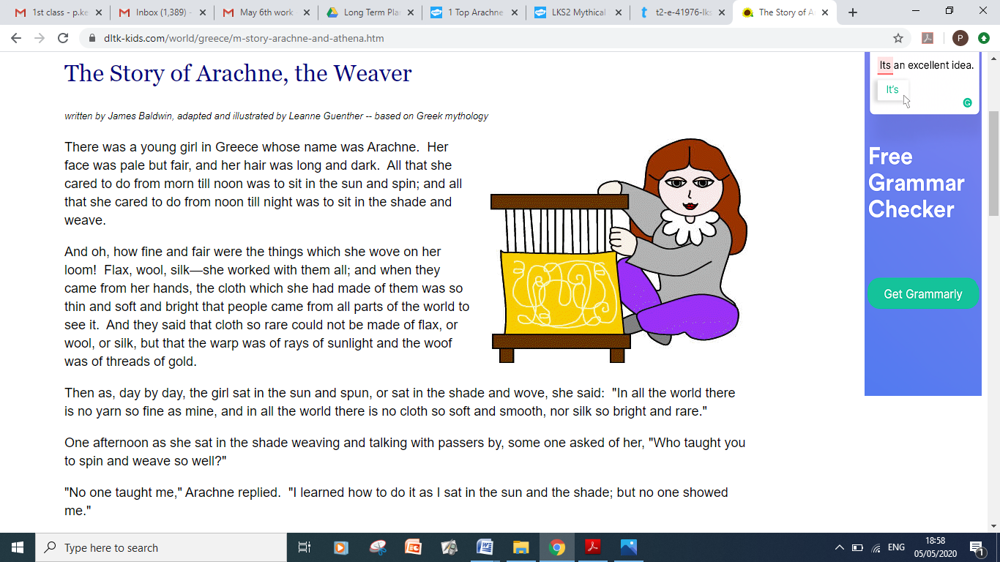 1st class - p.ke
Inbox (1,389) -
May 6th work
Long Term Pla
1 Top Arachne
LKS2 Mythical
t2-e-41976-lks
The Story of A
dltk-kids.com/world/greece/m-story-arachne-and-athena.htm
P
The Story of Arachne, the Weaver
written by James Baldwin, adapted and illustrated by Leanne Guenther -- based on Greek mythology
There was a young girl in Greece whose name was Arachne.  Her
face was pale but fair, and her hair was long and dark.  All that she
cared to do from morn till noon was to sit in the sun and spin; and all
that she cared to do from noon till night was to sit in the shade and
weave.
And oh, how fine and fair were the things which she wove on her
loom!  Flax, wool, silk—she worked with them all; and when they
came from her hands, the cloth which she had made of them was so
thin and soft and bright that people came from all parts of the world to
see it.  And they said that cloth so rare could not be made of flax, or
wool, or silk, but that the warp was of rays of sunlight and the woof
was of threads of gold.
Then as, day by day, the girl sat in the sun and spun, or sat in the shade and wove, she said:  "In all the world there
is no yarn so fine as mine, and in all the world there is no cloth so soft and smooth, nor silk so bright and rare."
One afternoon as she sat in the shade weaving and talking with passers by, some one asked of her, "Who taught you
to spin and weave so well?"
"No one taught me," Arachne replied.  "I learned how to do it as I sat in the sun and the shade; but no one showed
me."
Its an excellent idea.
It's
Free
Grammar
Checker
Get Grammarly
Type here to search
ENG
18:58
05/05/2020
1